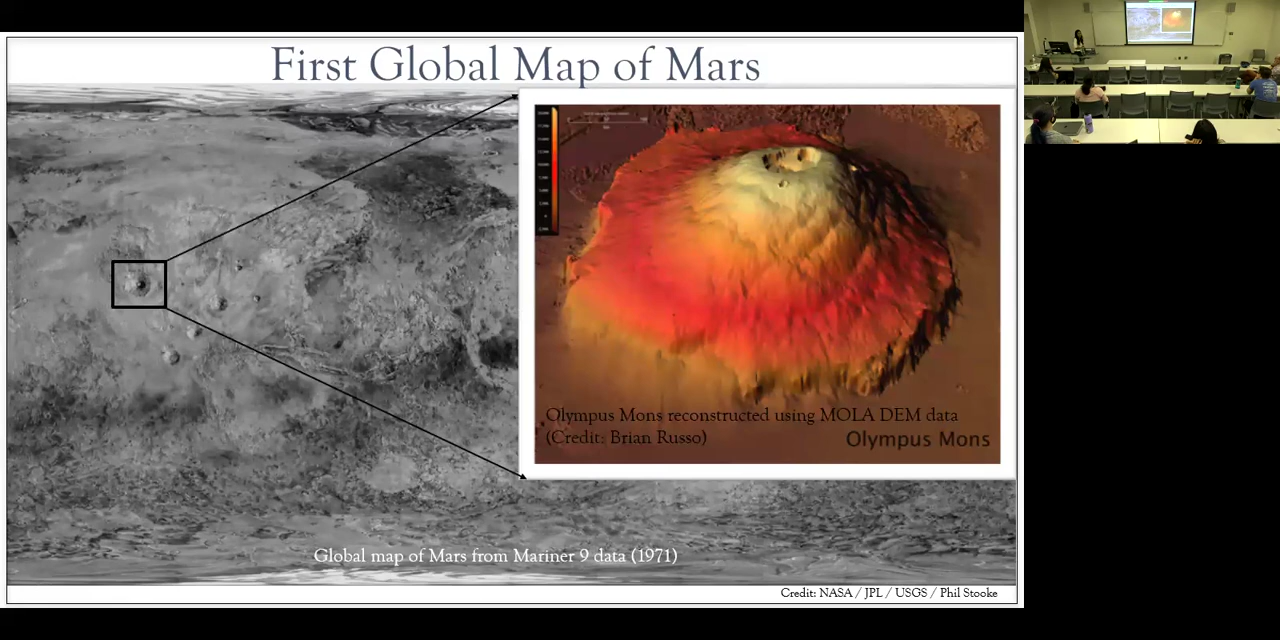 First Global Map of Mars
Olympus Mons reconstructed using MOLA DEM data
(Credit: Brian Russo)
Olympus Mons
Global map of Mars from Mariner 9 data (1971)
Credit: NASA / JPL / USGS / Phil Stooke